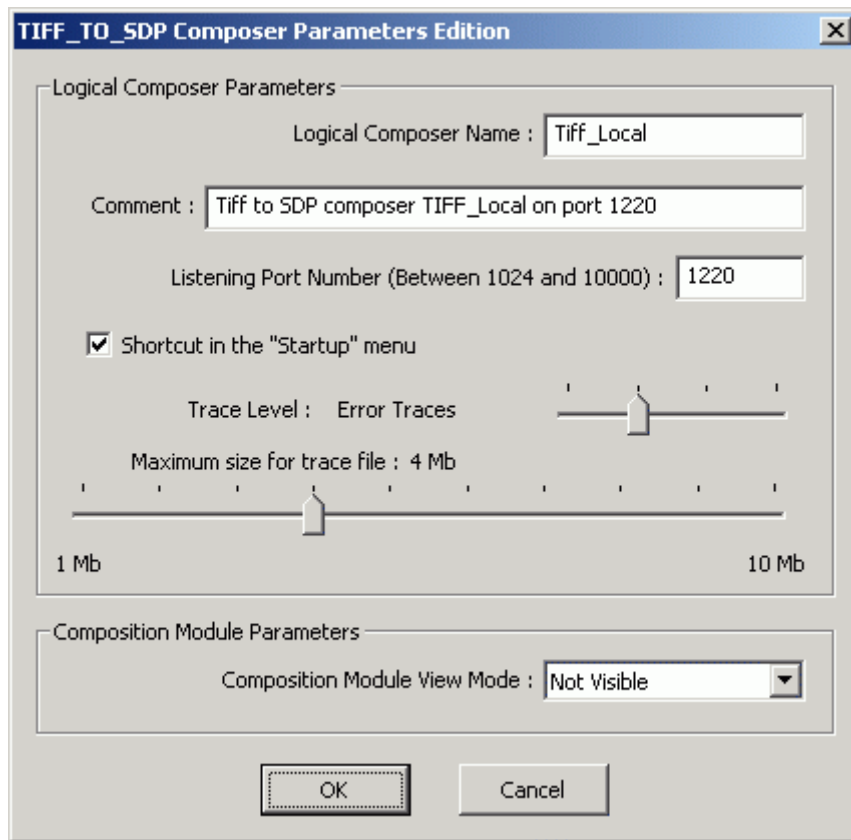 TIFF_TO_SDP Composer Parameters Edition
Logical Composer Parameters
Logical Composer Name : Tiff_Local
Comment : Tiff to SDP composer TIFF_Local on port 1220
Listening Port Number (Between 1024 and 10000) : 1220
Shortcut in the "Startup" menu
Trace Level : Error Traces
Maximum size for trace file : 4 Mb
1 Mb 10 Mb
Composition Module Parameters
Composition Module View Mode : Not Visible
OK Cancel